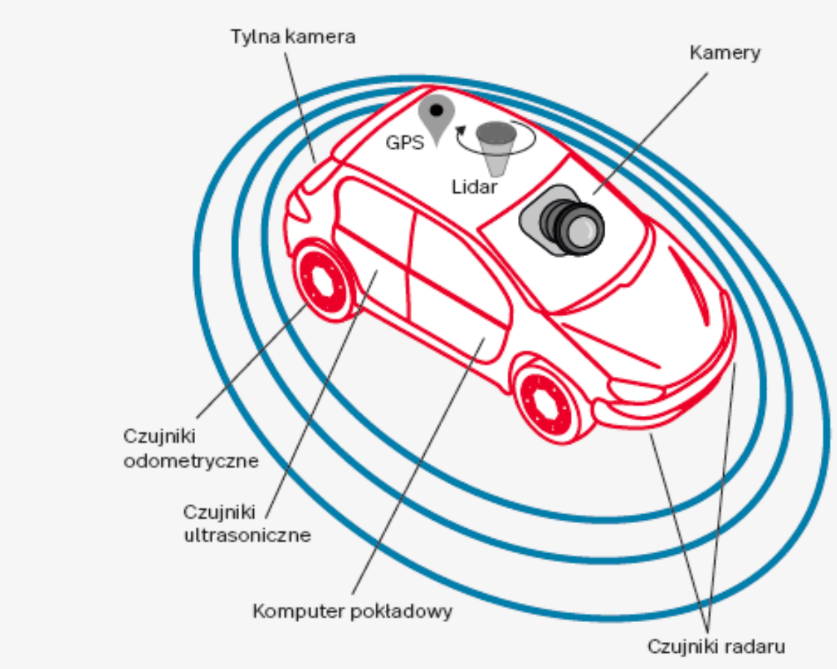 Tylna kamera
Kamery
GPS
Lidar
Czujniki
odometryczne
Czujniki
ultrasoniczne
Komputer pokładowy
Czujniki radaru